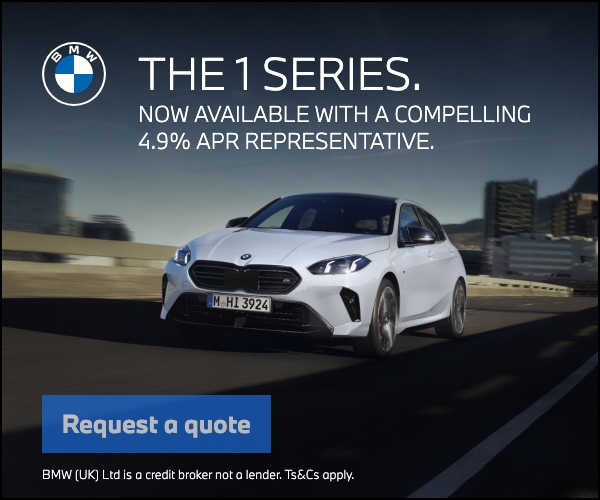 BMW
THE 1 SERIES.
NOW AVAILABLE WITH A COMPELLING
4.9% APR REPRESENTATIVE.
M HI 3924
Request a quote
BMW (UK) Ltd is a credit broker not a lender. Ts&Cs apply.